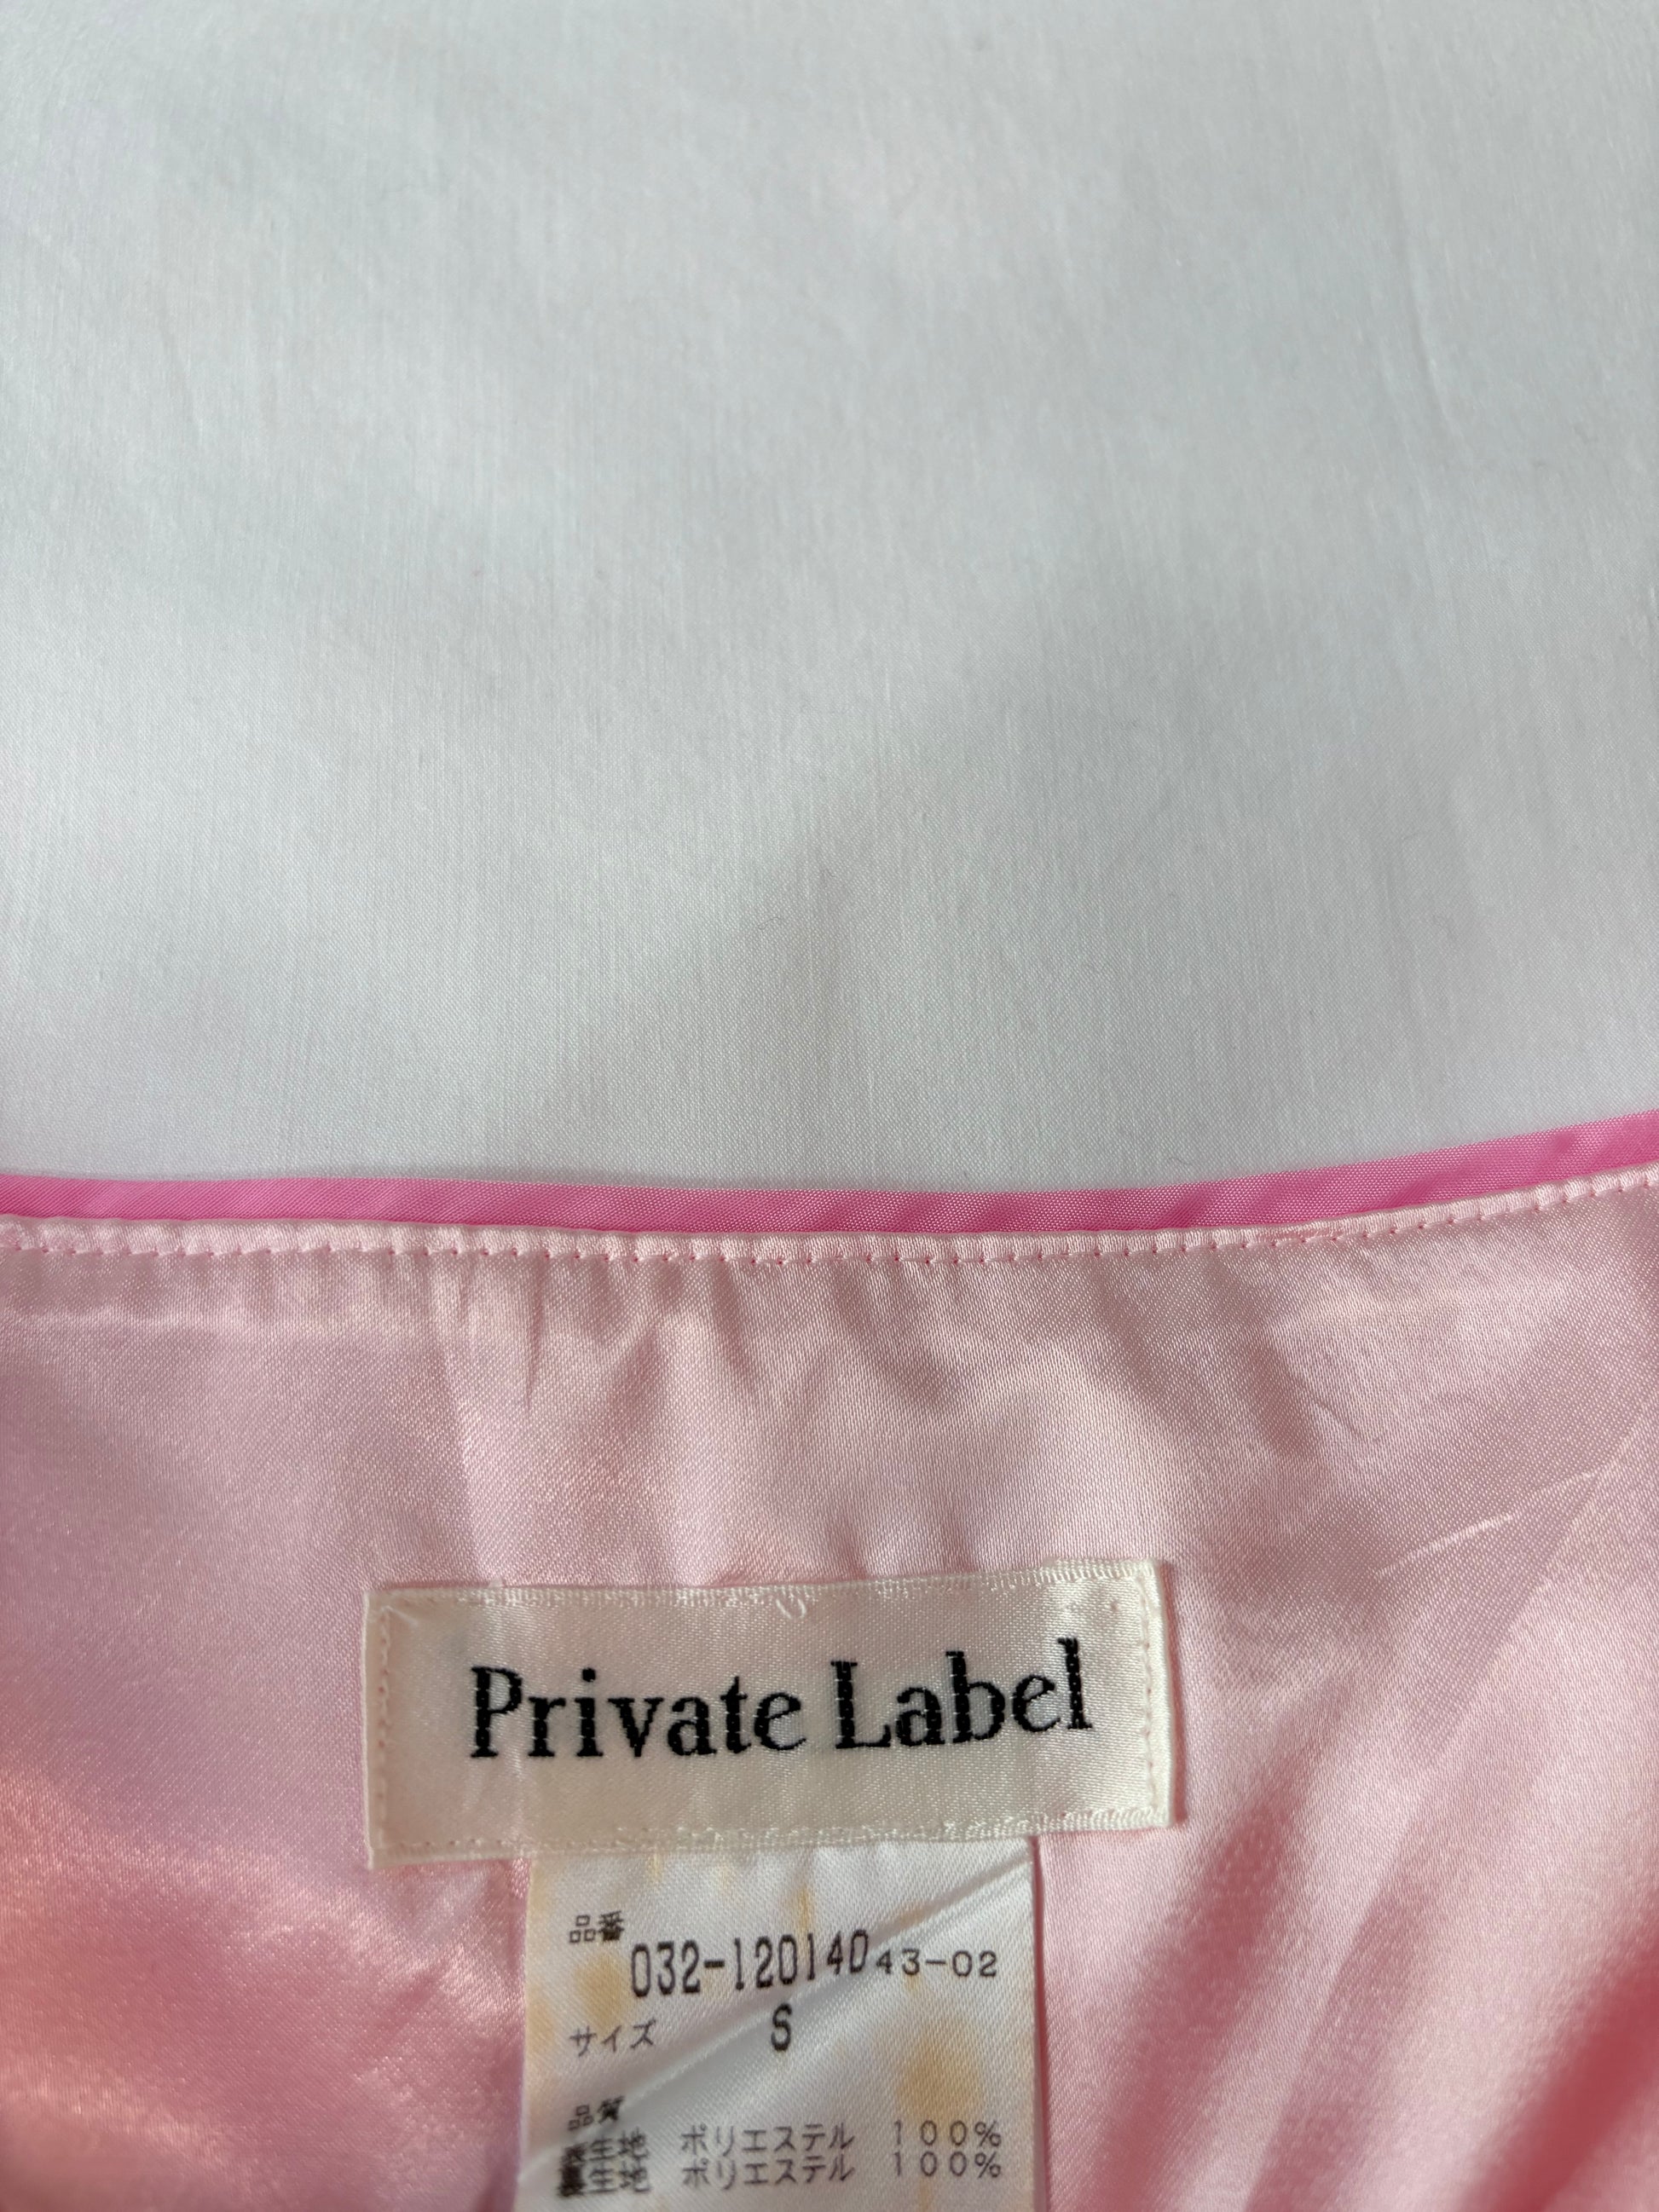 Private Label
品番
032-120140 43-02
サイズ S
品質
表生地 ポリエステル 100%
裏生地 ポリエステル 100%